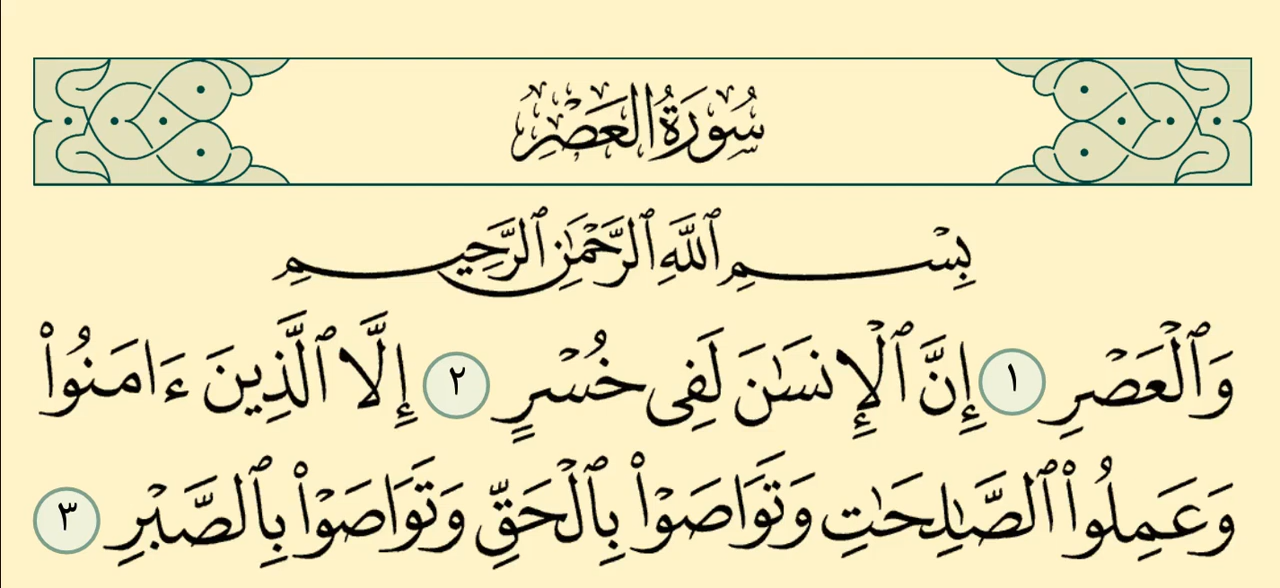 سُورَةُ العَصْرِ
بِسْمِ ٱللَّهِ ٱلرَّحْمَٰنِ ٱلرَّحِيمِ
وَٱلْعَصْرِ ١ إِنَّ ٱلْإِنسَٰنَ لَفِى خُسْرٍ ٢ إِلَّا ٱلَّذِينَ ءَامَنُوا۟
وَعَمِلُوا۟ ٱلصَّٰلِحَٰتِ وَتَوَاصَوْا۟ بِٱلْحَقِّ وَتَوَاصَوْا۟ بِٱلصَّبْرِ ٣